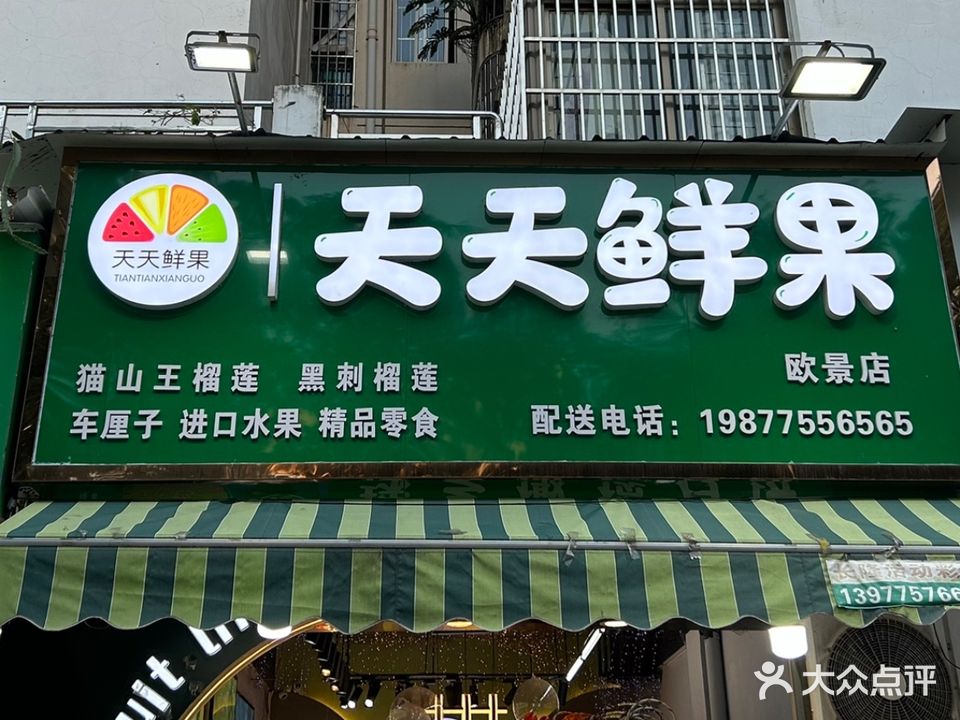 天天鲜果
天天鲜果
TIANTIANXIANGUO
猫山王榴莲 黑刺榴莲
欧景店
车厘子 进口水果 精品零食
配送电话：19877556565
13977576
uit
大众点评